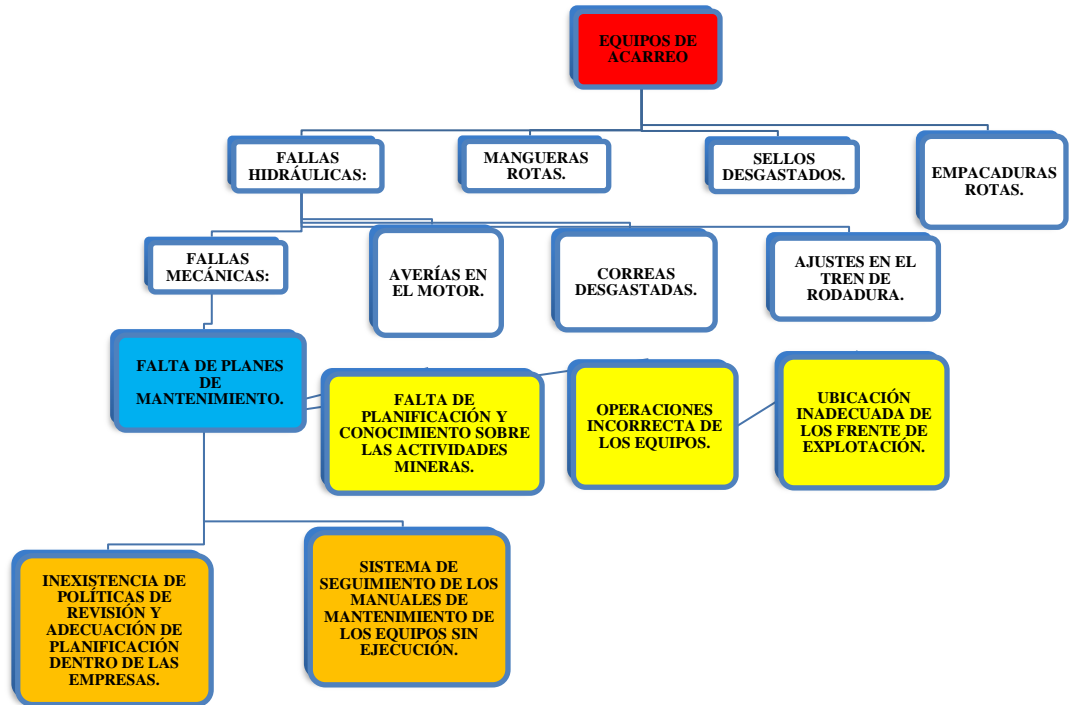 EQUIPOS DE
ACARREO
FALLAS
HIDRÁULICAS:
MANGUERAS
ROTAS.
SELLOS
DESGASTADOS.
EMPACADURAS
ROTAS.
FALLAS
MECÁNICAS:
AVERÍAS EN
EL MOTOR.
CORREAS
DESGASTADAS.
AJUSTES EN EL
TREN DE
RODADURA.
FALTA DE PLANES
DE
MANTENIMIENTO.
FALTA DE
PLANIFICACIÓN Y
CONOCIMIENTO SOBRE
LAS ACTIVIDADES
MINERAS.
OPERACIONES
INCORRECTA DE
LOS EQUIPOS.
UBICACIÓN
INADECUADA DE
LOS FRENTE DE
EXPLOTACIÓN.
INEXISTENCIA DE
POLÍTICAS DE
REVISIÓN Y
ADECUACIÓN DE
PLANIFICACIÓN
DENTRO DE LAS
EMPRESAS.
SISTEMA DE
SEGUIMIENTO DE LOS
MANUALES DE
MANTENIMIENTO DE
LOS EQUIPOS SIN
EJECUCIÓN.